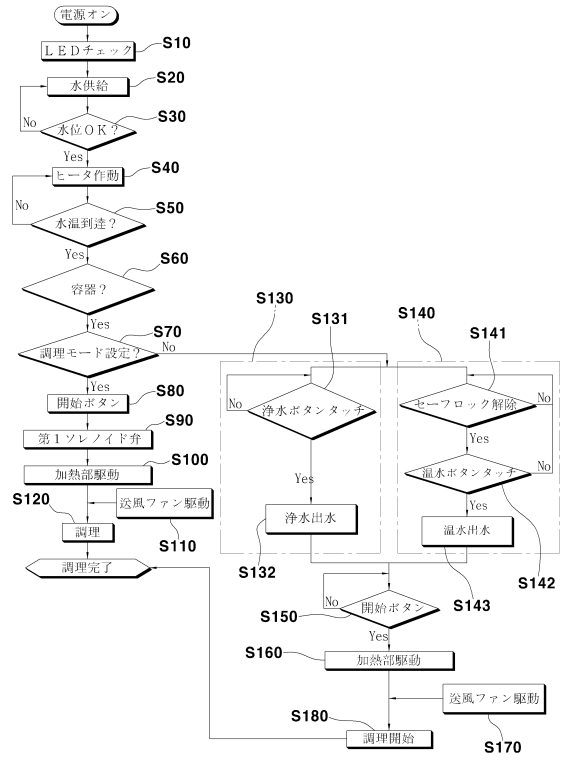 電源オン
LEDチェック
S10
水供給
S20
水位OK？
S30
No
Yes
ヒータ作動
S40
水温到達？
S50
No
Yes
容器？
S60
Yes
調理モード設定？
S70
No
Yes
開始ボタン
S80
第1ソレノイド弁
S90
加熱部駆動
S100
送風ファン駆動
S110
調理
S120
調理完了
S130
浄水ボタンタッチ
S131
No
Yes
浄水出水
S132
S140
セーフロック解除
S141
No
Yes
温水ボタンタッチ
S142
No
Yes
温水出水
S143
開始ボタン
S150
No
Yes
加熱部駆動
S160
送風ファン駆動
S170
調理開始
S180